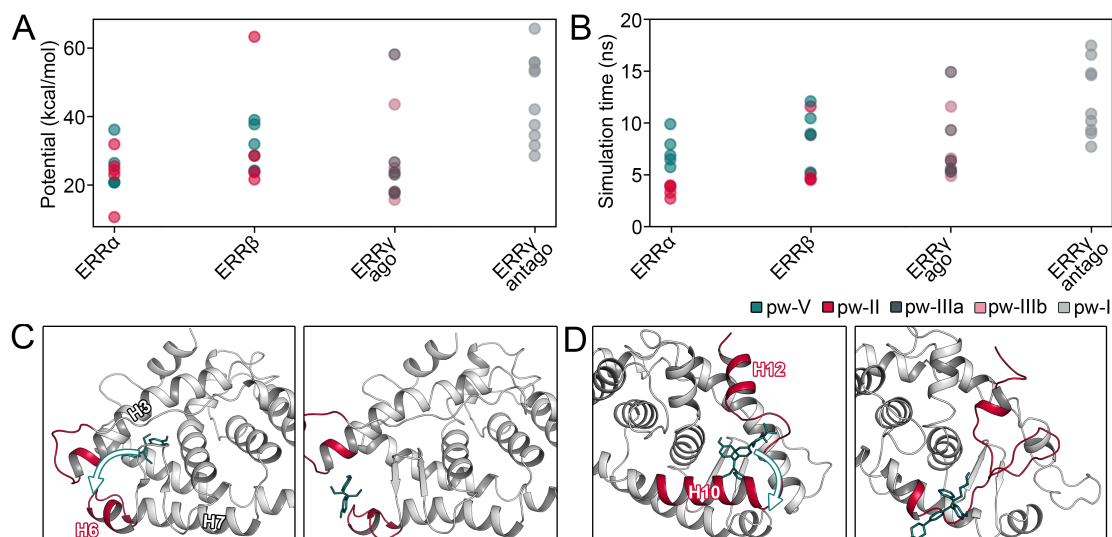 A
Potential (kcal/mol)
60
40
20
ERRα
ERRβ
ERRγ
ago
ERRγ
antago
B
Simulation time (ns)
20
15
10
5
0
ERRα
ERRβ
ERRγ
ago
ERRγ
antago
pw-V pw-II pw-IIIa pw-IIIb pw-I
C
H3
H6
H7
D
H12
H10